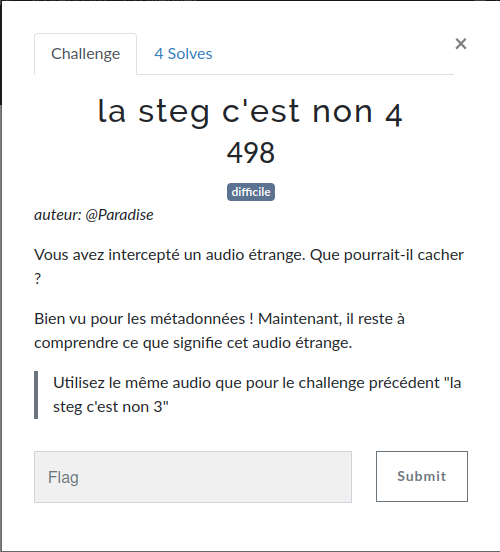 Challenge
4 Solves
×
la steg c'est non 4
498
difficile
auteur: @Paradise
Vous avez intercepté un audio étrange. Que pourrait-il cacher
?
Bien vu pour les métadonnées ! Maintenant, il reste à
comprendre ce que signifie cet audio étrange.
Utilisez le même audio que pour le challenge précédent "la
steg c'est non 3"
Flag
Submit